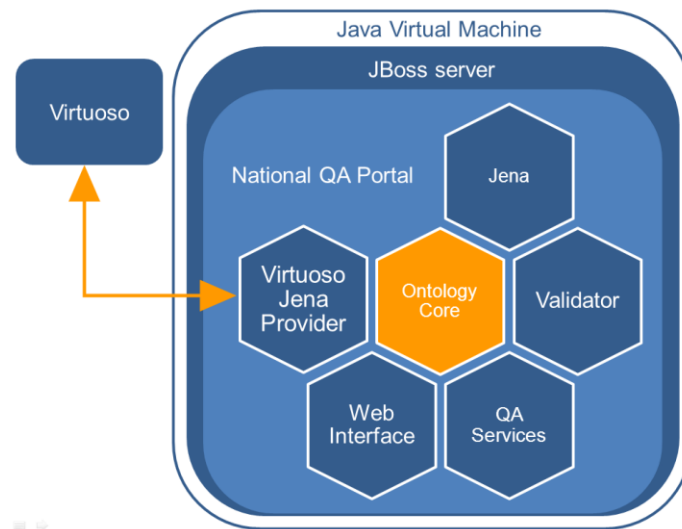 Java Virtual Machine
JBoss server
Virtuoso
National QA Portal
Jena
Virtuoso
Jena
Provider
Ontology
Core
Validator
Web
Interface
QA
Services